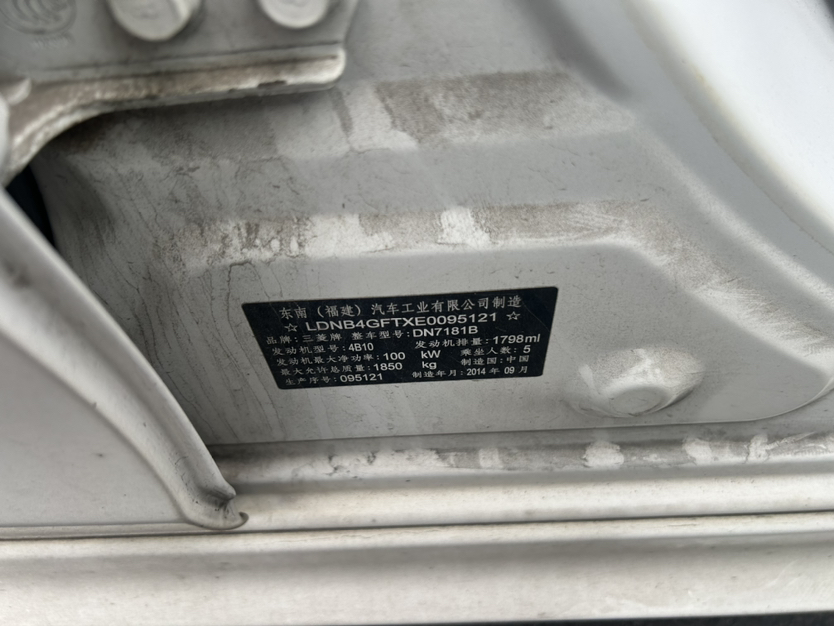 东南（福建）汽车工业有限公司制造
☆ LDNB4GFTXE0095121 ☆
品牌：三菱牌 整车型号：DN7181B
发动机型号：4B10 发动机排量：1798ml
发动机最大净功率：100 kW 乘坐人数：5
最大允许总质量：1850 kg 制造国：中国
生产序号：095121 制造年月：2014 年 09 月